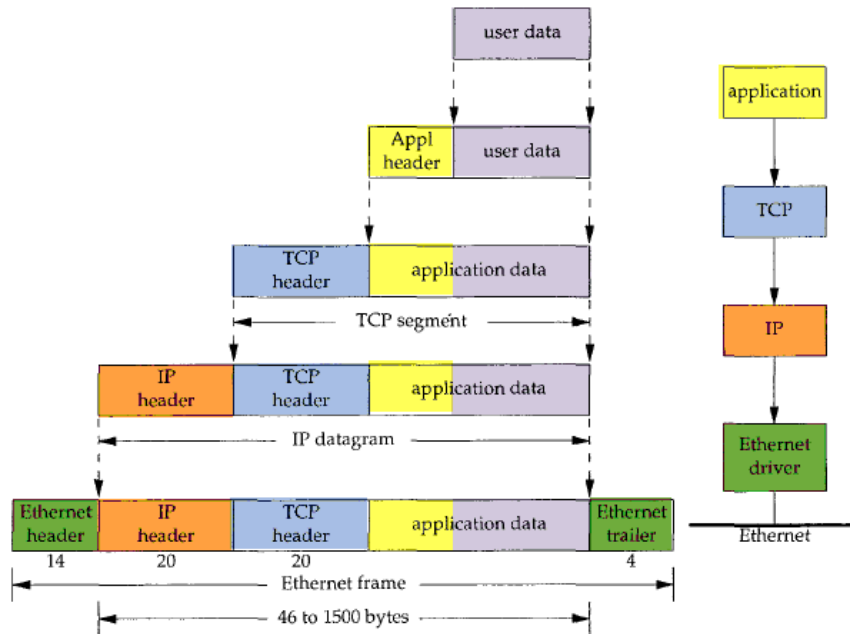 user data
Appl
header
user data
application
TCP
header
application data
TCP
TCP segment
IP
header
TCP
header
application data
IP
IP datagram
Ethernet
header
IP
header
TCP
header
application data
Ethernet
trailer
Ethernet
driver
Ethernet
14
20
20
4
Ethernet frame
46 to 1500 bytes